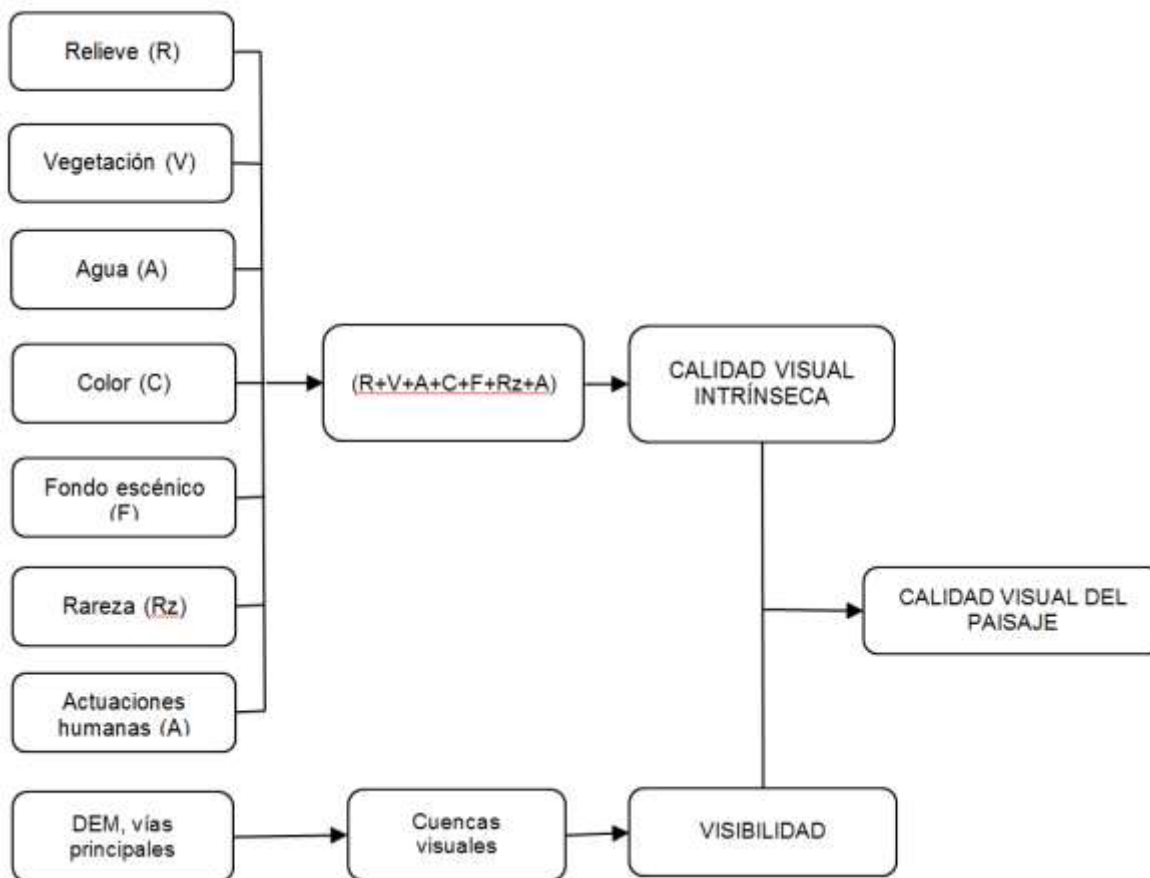 Relieve (R)
Vegetación (V)
Agua (A)
Color (C)
Fondo escénico
(F)
Rareza (Rz)
Actuaciones
humanas (A)
(R+V+A+C+F+Rz+A)
CALIDAD VISUAL
INTRÍNSECA
CALIDAD VISUAL DEL
PAISAJE
DEM, vías
principales
Cuencas
visuales
VISIBILIDAD